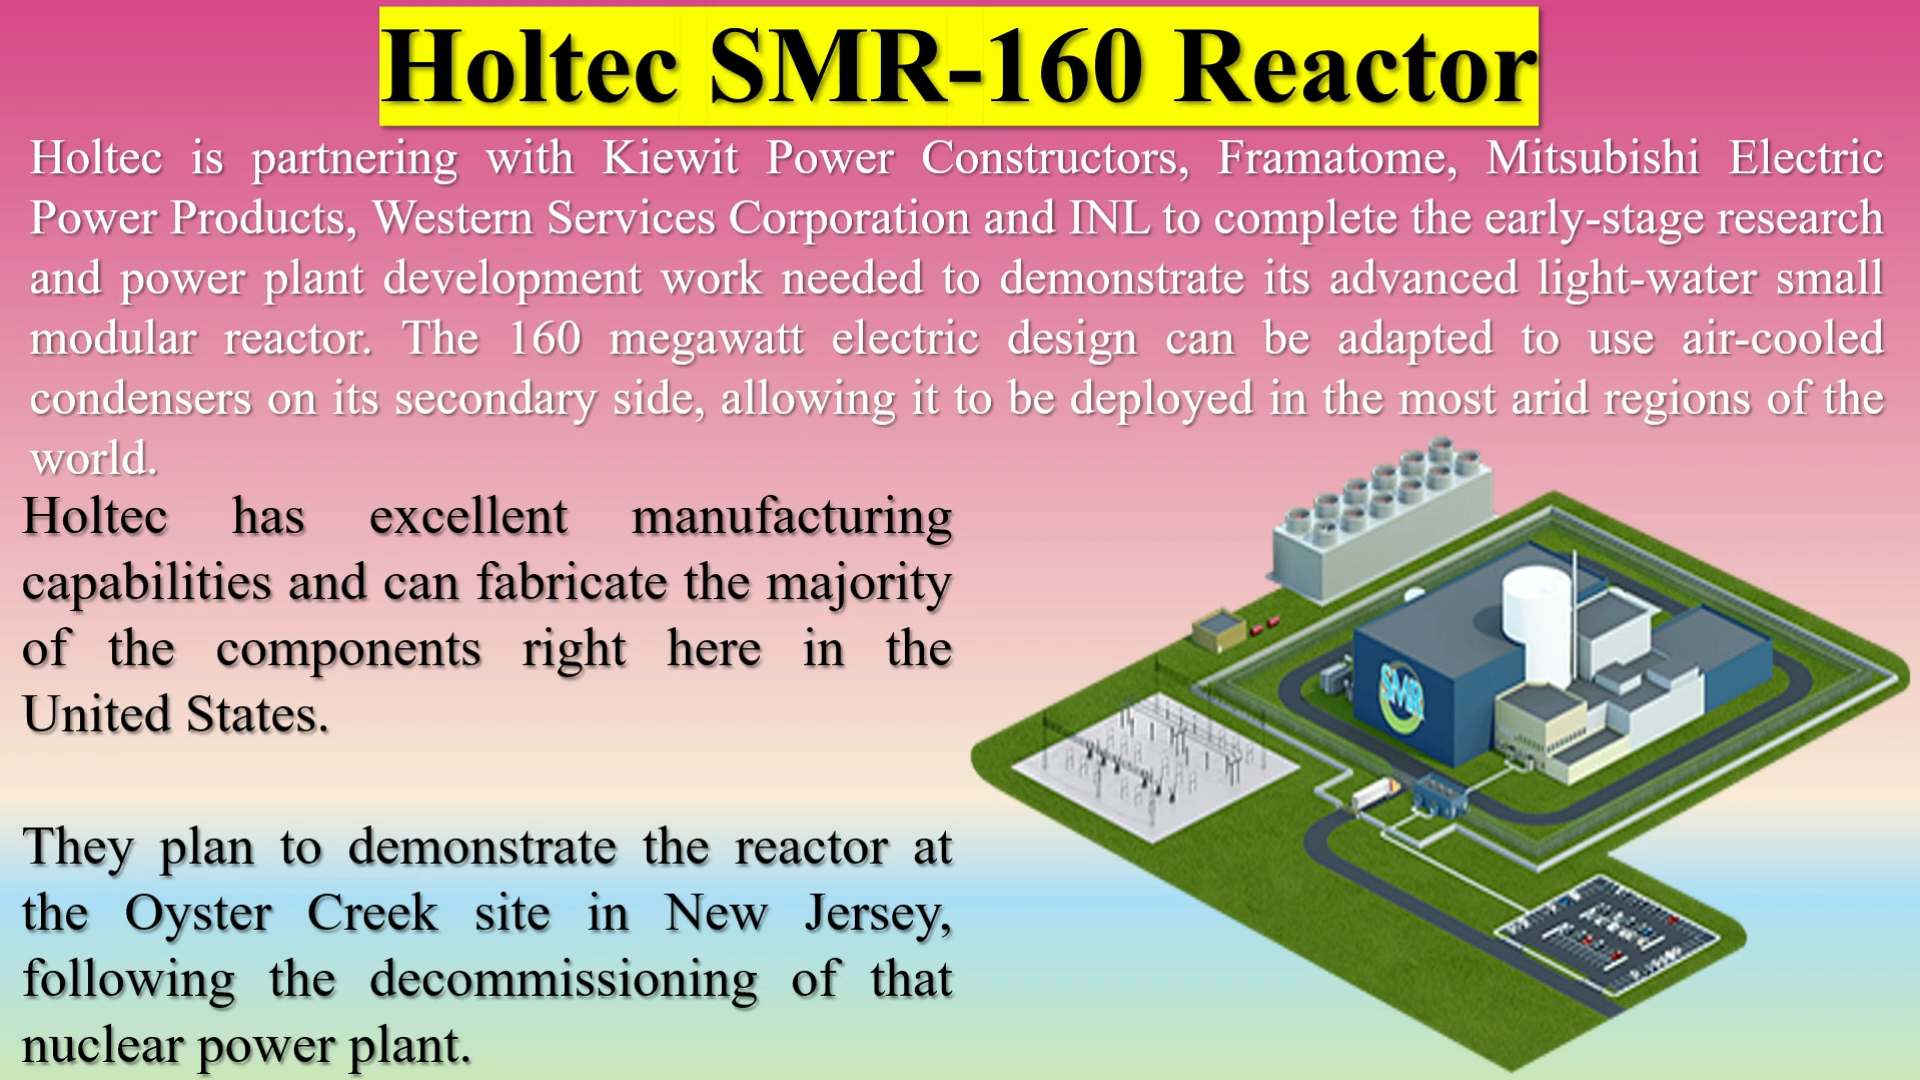 Holtec SMR-160 Reactor
Holtec is partnering with Kiewit Power Constructors, Framatome, Mitsubishi Electric
Power Products, Western Services Corporation and INL to complete the early-stage research
and power plant development work needed to demonstrate its advanced light-water small
modular reactor. The 160 megawatt electric design can be adapted to use air-cooled
condensers on its secondary side, allowing it to be deployed in the most arid regions of the
world.
Holtec has excellent manufacturing
capabilities and can fabricate the majority
of the components right here in the
United States.
They plan to demonstrate the reactor at
the Oyster Creek site in New Jersey,
following the decommissioning of that
nuclear power plant.
SMR